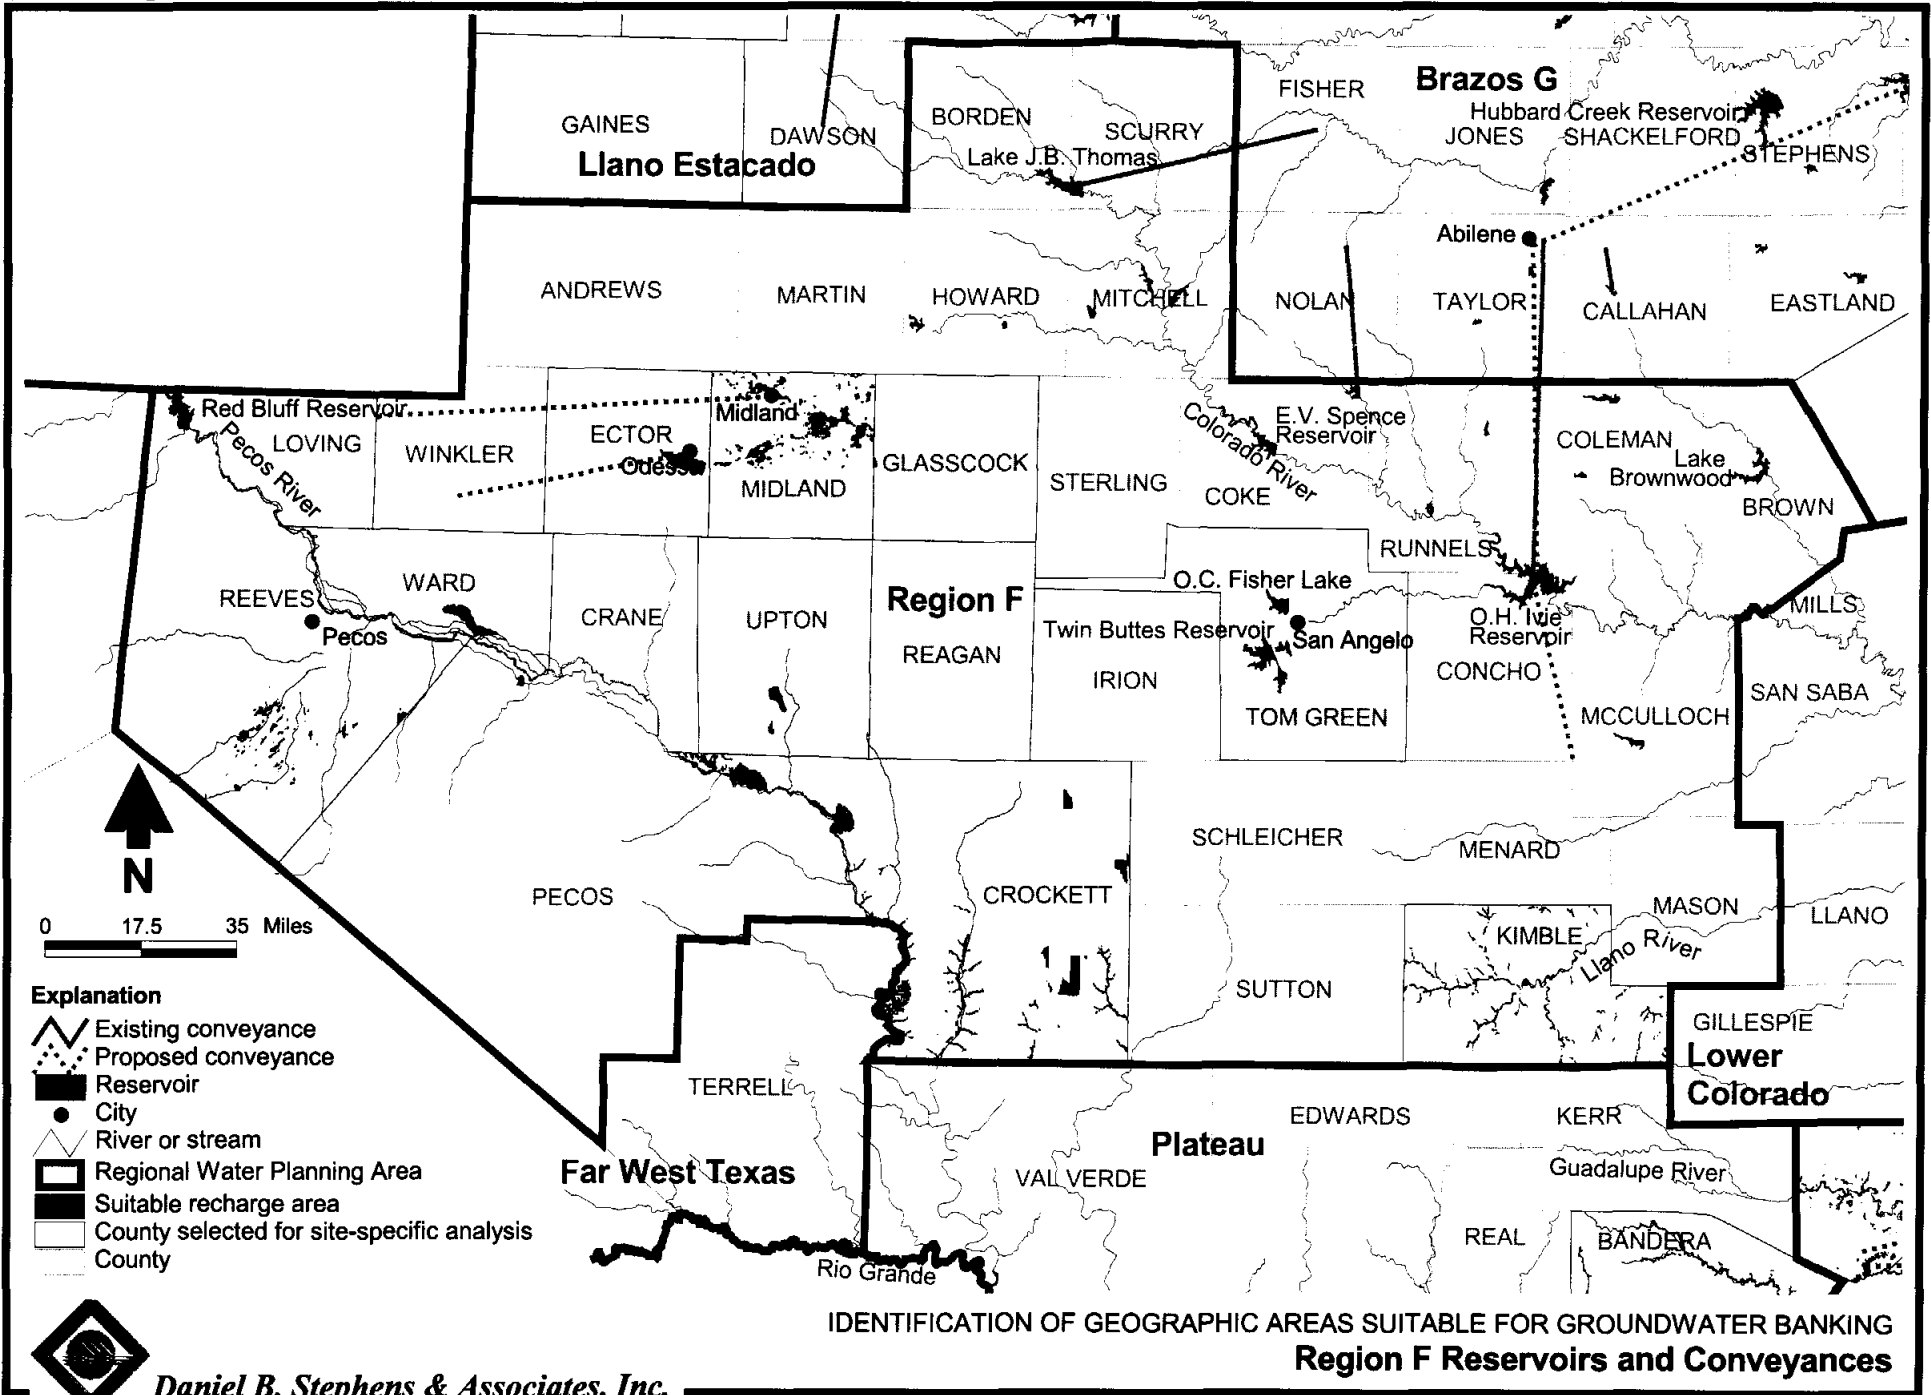 FISHER
Brazos G
Hubbard Creek Reservoir
JONES
SHACKELFORD
STEPHENS
GAINES
DAWSON
BORDEN
SCURRY
Llano Estacado
Lake J.B. Thomas
Abilene
ANDREWS
MARTIN
HOWARD
MITCHELL
NOLAN
TAYLOR
CALLAHAN
EASTLAND
Red Bluff Reservoir
LOVING
Pecos River
WINKLER
ECTOR
Odessa
Midland
MIDLAND
GLASSCOCK
STERLING
Colorado River
COKE
E.V. Spence
Reservoir
COLEMAN
Lake
Brownwood
BROWN
RUNNELS
REEVES
WARD
Pecos
CRANE
UPTON
Region F
REAGAN
O.C. Fisher Lake
Twin Buttes Reservoir
San Angelo
IRION
TOM GREEN
O.H. Ivie
Reservoir
CONCHO
MILLS
SAN SABA
MCCULLOCH
N
PECOS
CROCKETT
SCHLEICHER
MENARD
MASON
LLANO
KIMBLE
Llano River
SUTTON
GILLESPIE
Lower
Colorado
TERRELL
Far West Texas
Plateau
EDWARDS
KERR
VAL VERDE
Guadalupe River
REAL
BANDERA
Rio Grande
0 17.5 35 Miles
Explanation
Existing conveyance
Proposed conveyance
Reservoir
City
River or stream
Regional Water Planning Area
Suitable recharge area
County selected for site-specific analysis
County
IDENTIFICATION OF GEOGRAPHIC AREAS SUITABLE FOR GROUNDWATER BANKING
Region F Reservoirs and Conveyances
Daniel B. Stephens & Associates, Inc.